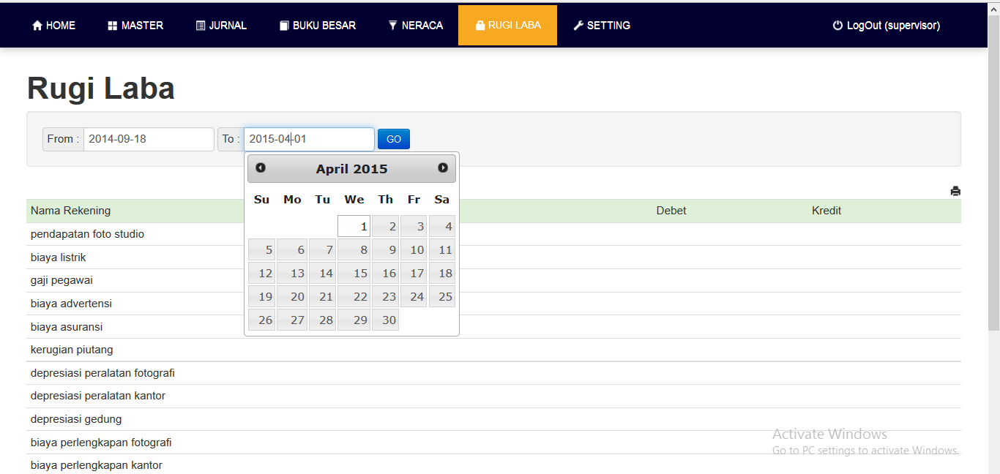 HOME MASTER JURNAL BUKU BESAR NERACA RUGI LABA SETTING LogOut (supervisor)
Rugi Laba
From : 2014-09-18 To : 2015-04-01 GO
April 2015
Su Mo Tu We Th Fr Sa
1 2 3 4
5 6 7 8 9 10 11
12 13 14 15 16 17 18
19 20 21 22 23 24 25
26 27 28 29 30
Nama Rekening Debet Kredit
pendapatan foto studio
biaya listrik
gaji pegawai
biaya advertensi
biaya asuransi
kerugian piutang
depresiasi peralatan fotografi
depresiasi peralatan kantor
depresiasi gedung
biaya perlengkapan fotografi
biaya perlengkapan kantor
Activate Windows
Go to PC settings to activate Windows.